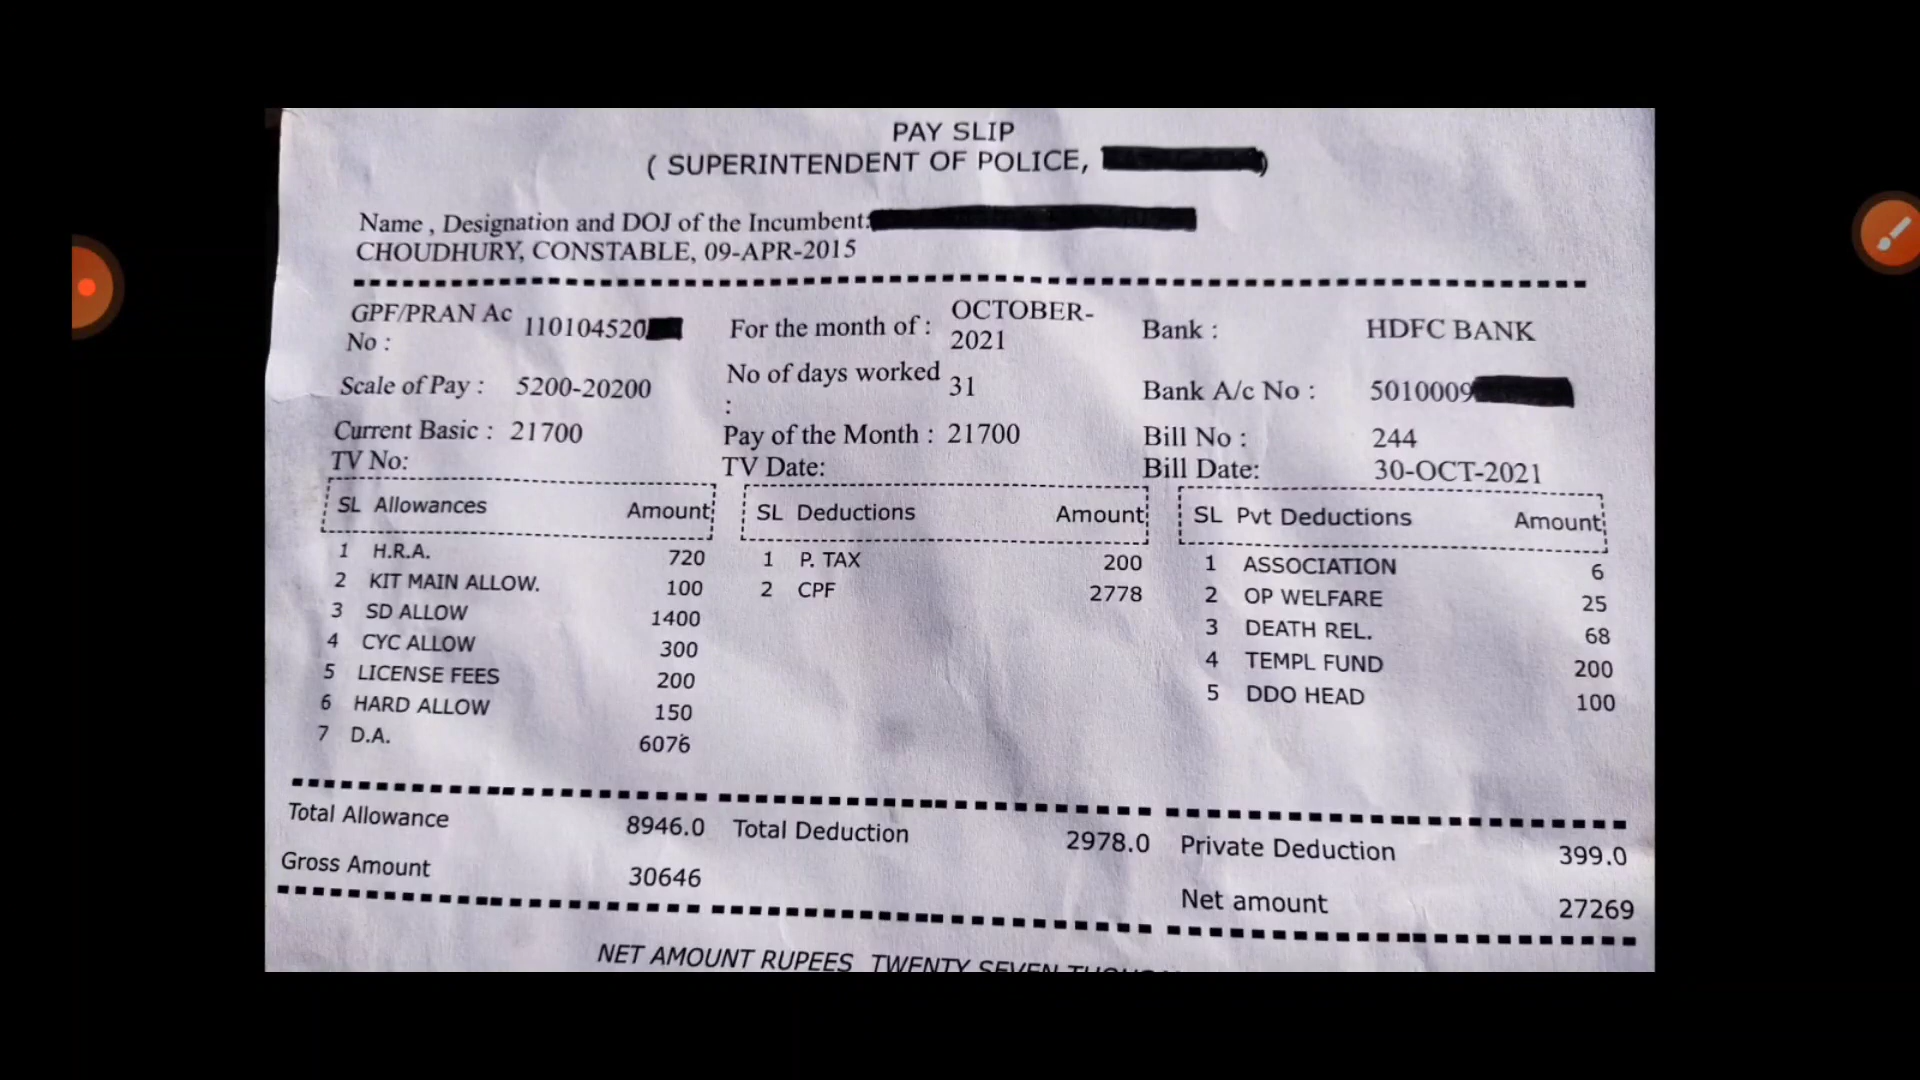 PAY SLIP
( SUPERINTENDENT OF POLICE, )
Name , Designation and DOJ of the Incumbent:
CHOUDHURY, CONSTABLE, 09-APR-2015
GPF/PRAN Ac No : 110104520
For the month of : OCTOBER-2021
Bank : HDFC BANK
Scale of Pay : 5200-20200
No of days worked : 31
Bank A/c No : 5010009
Current Basic : 21700
Pay of the Month : 21700
Bill No : 244
TV No:
TV Date:
Bill Date: 30-OCT-2021
SL Allowances Amount
1 H.R.A. 720
2 KIT MAIN ALLOW. 100
3 SD ALLOW 1400
4 CYC ALLOW 300
5 LICENSE FEES 200
6 HARD ALLOW 150
7 D.A. 6076
SL Deductions Amount
1 P. TAX 200
2 CPF 2778
SL Pvt Deductions Amount
1 ASSOCIATION 6
2 OP WELFARE 25
3 DEATH REL. 68
4 TEMPL FUND 200
5 DDO HEAD 100
Total Allowance 8946.0 Total Deduction 2978.0 Private Deduction 399.0
Gross Amount 30646 Net amount 27269
NET AMOUNT RUPEES TWENTY SEVEN